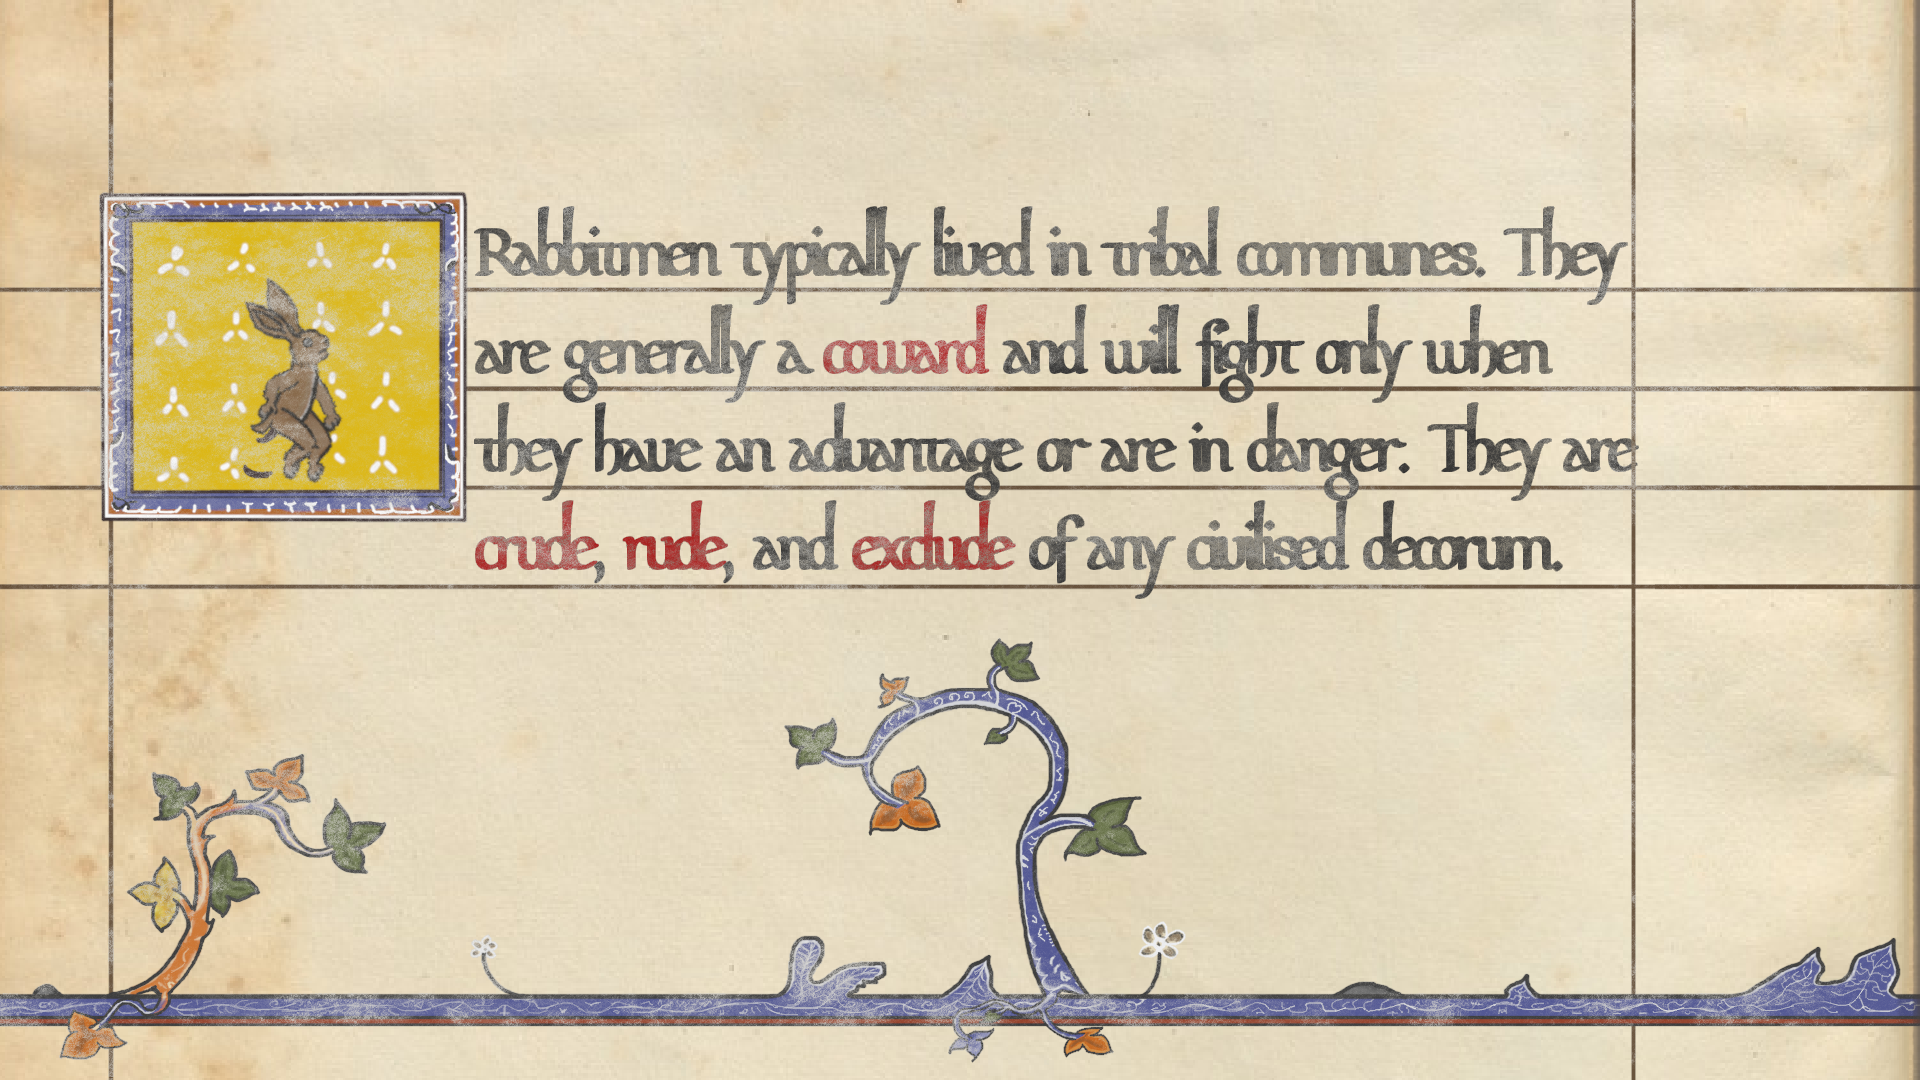 Rabbitmen typically lived in tribal communes. They
are generally a coward and will fight only when
they have an advantage or are in danger. They are
crude, rude, and exclude of any civilised decorum.